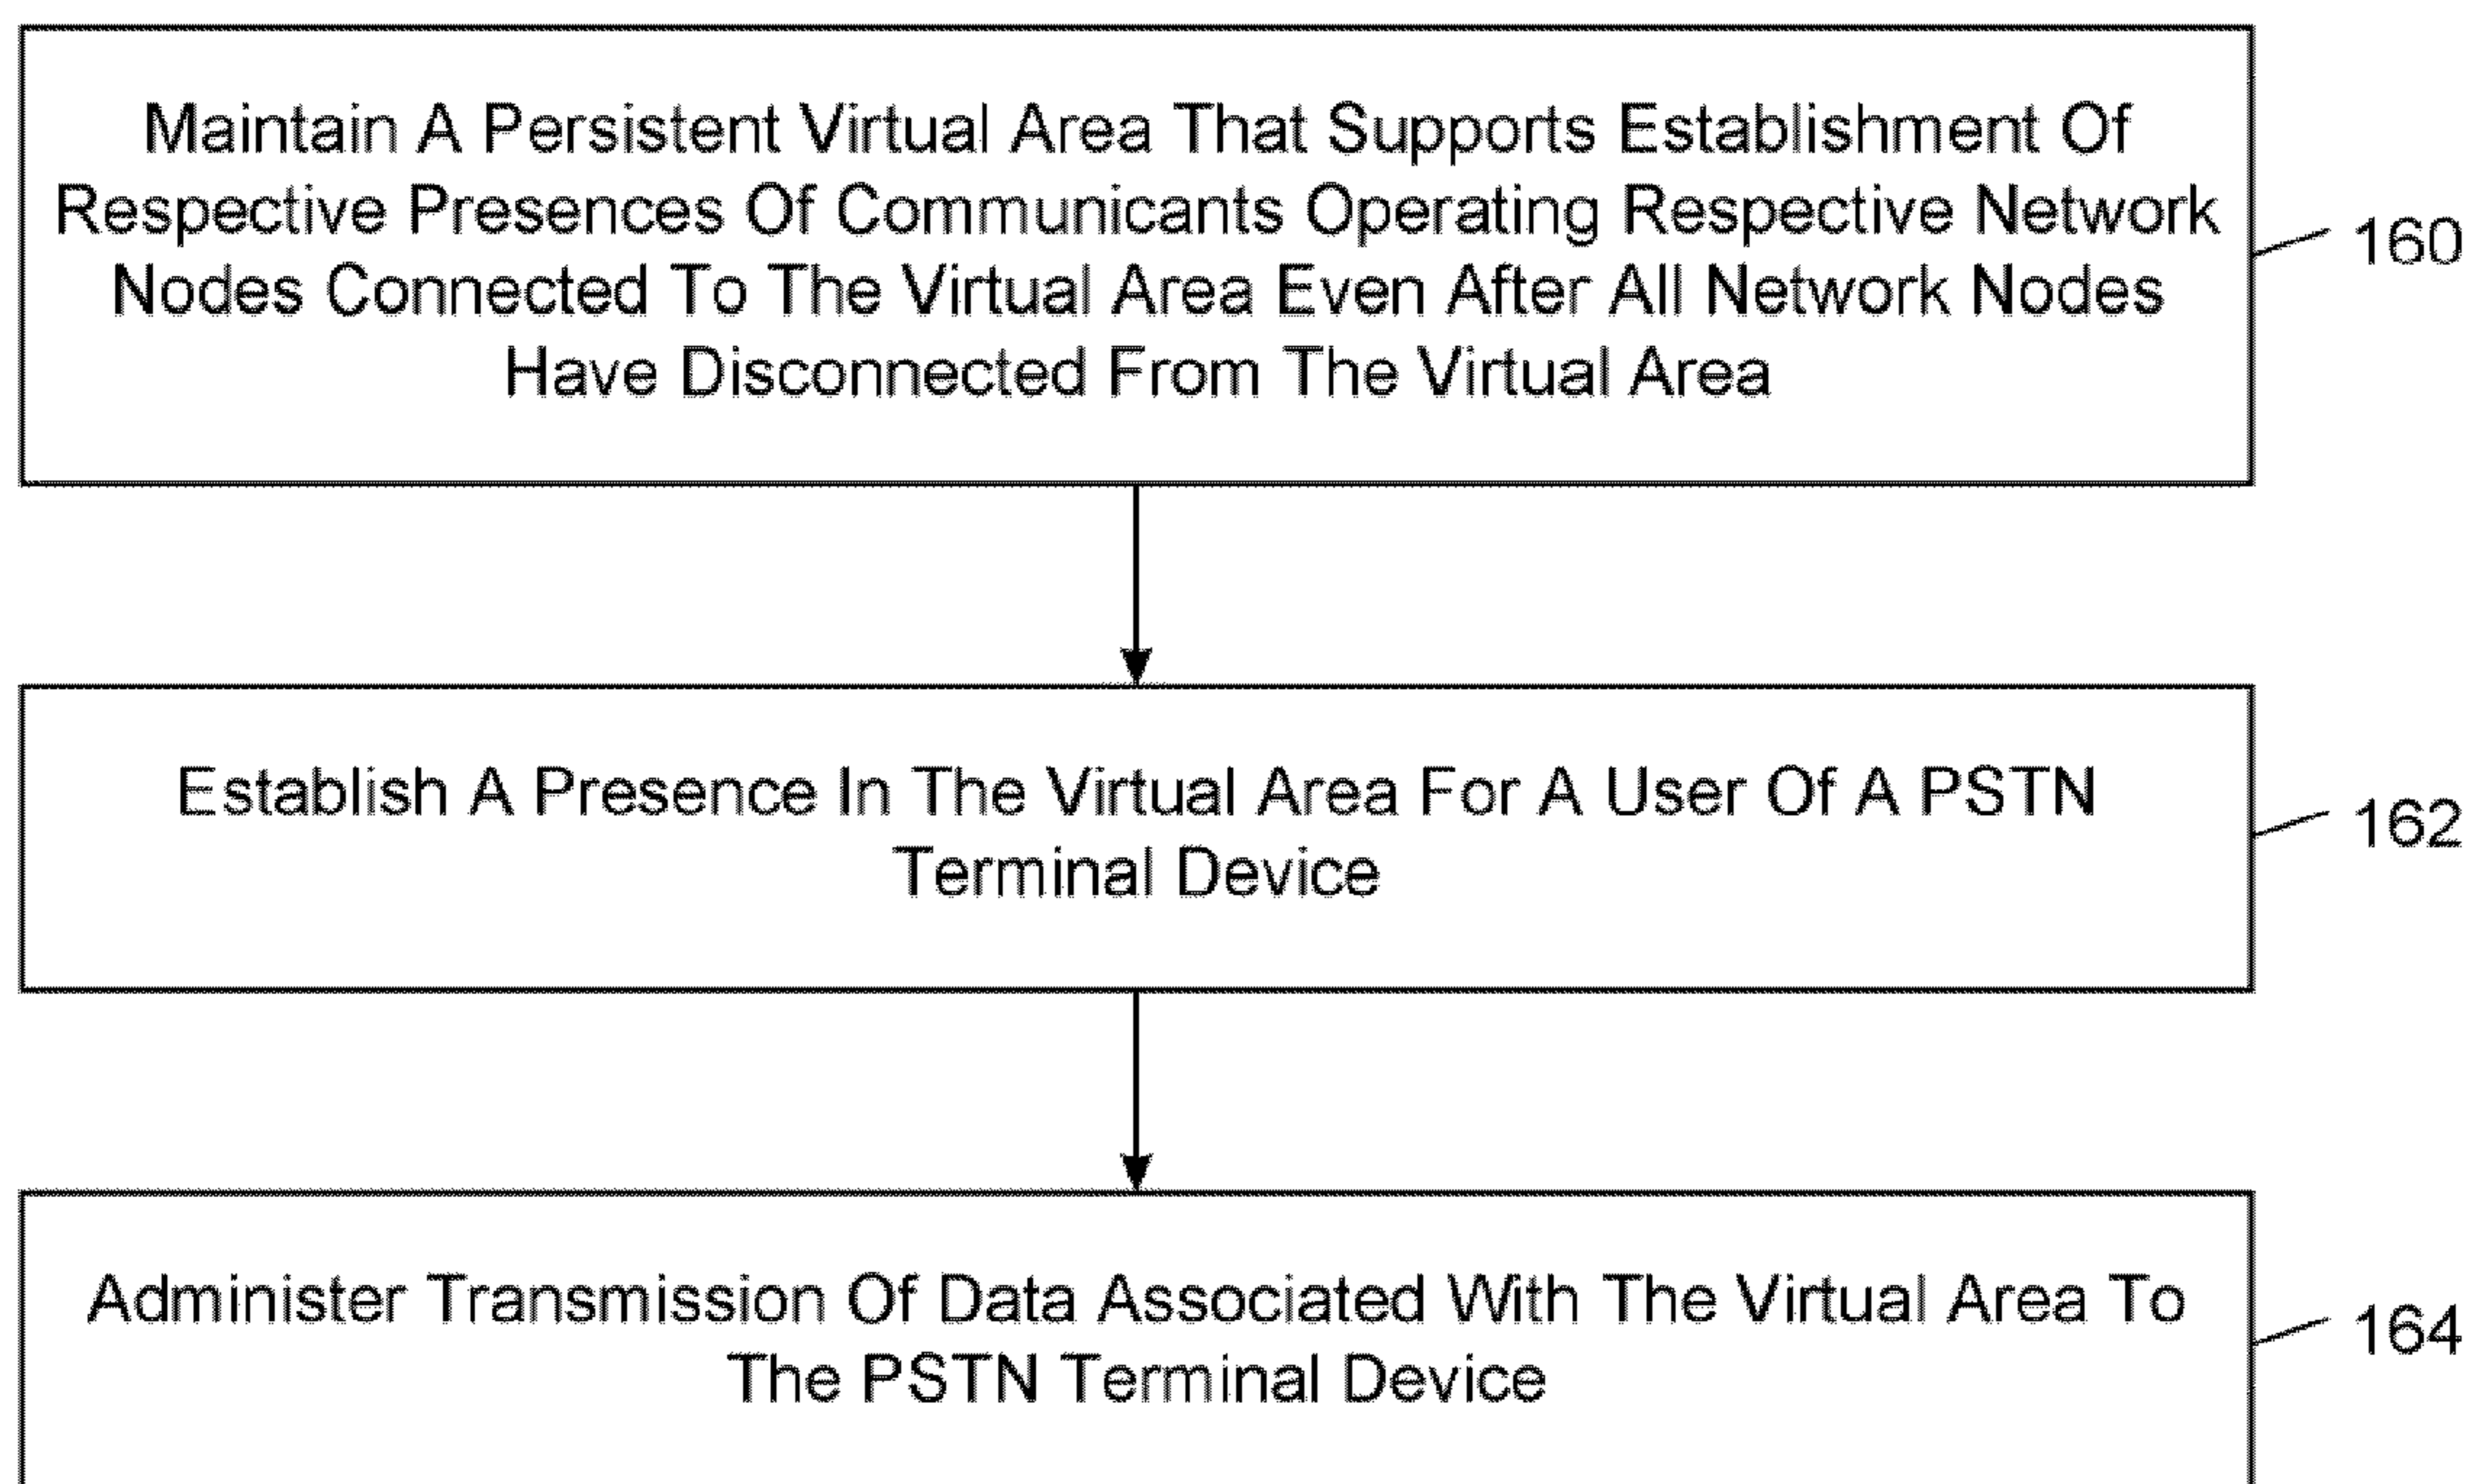 Maintain A Persistent Virtual Area That Supports Establishment Of
Respective Presences Of Communicants Operating Respective Network
Nodes Connected To The Virtual Area Even After All Network Nodes
Have Disconnected From The Virtual Area
160
Establish A Presence In The Virtual Area For A User Of A PSTN
Terminal Device
162
Administer Transmission Of Data Associated With The Virtual Area To
The PSTN Terminal Device
164